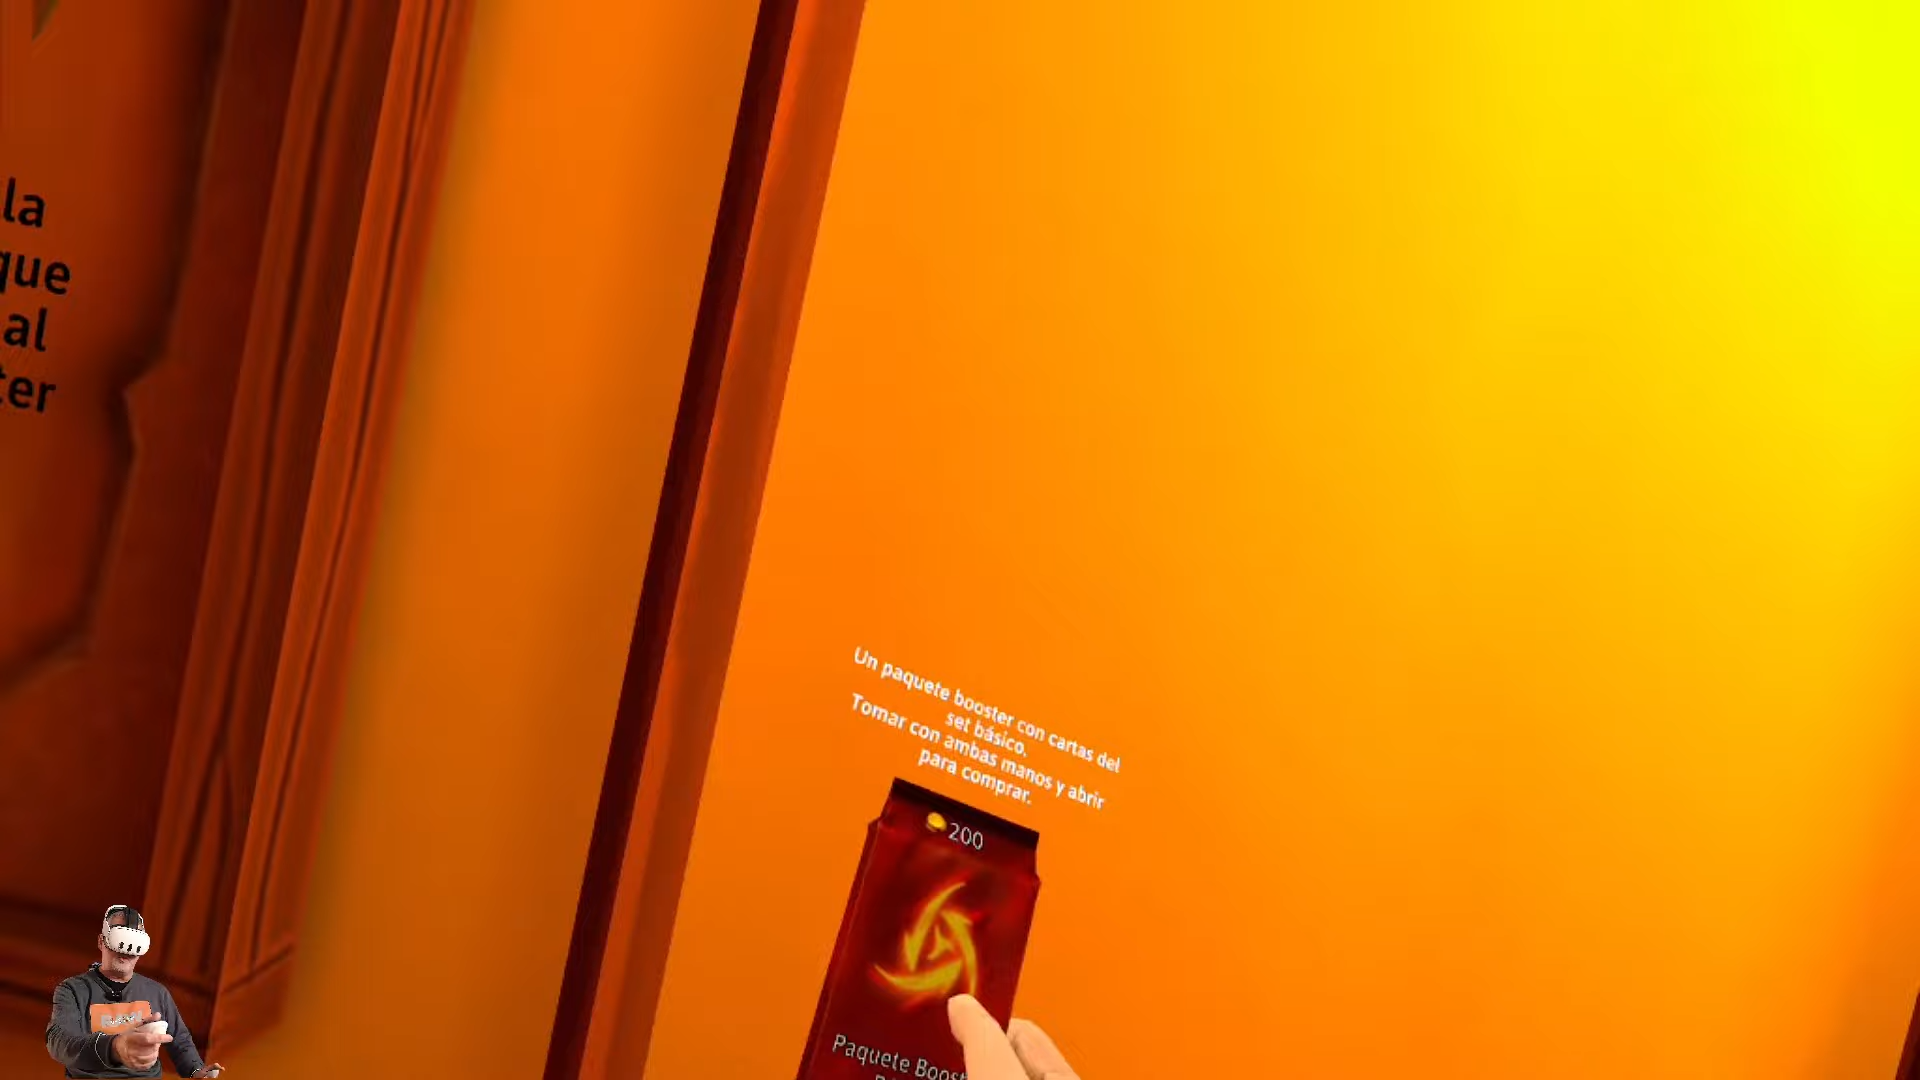 la
que
al
ter
Un paquete booster con cartas del
set básico.
Tomar con ambas manos y abrir
para comprar.
200
Paquete Boost